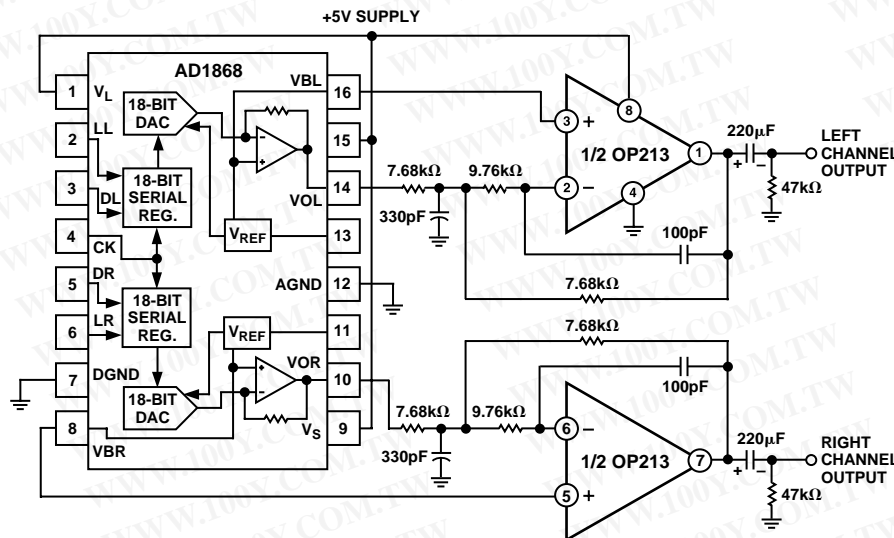 +5V SUPPLY
AD1868
1
VL
18-BIT
DAC
VBL
16
2
LL
15
3
DL
18-BIT
SERIAL
REG.
VOL
14
4
CK
VREF
13
5
DR
AGND
12
18-BIT
SERIAL
REG.
6
LR
VREF
11
7
DGND
VOR
10
18-BIT
DAC
8
VBR
VS
9
−
+
+
−
7.68kΩ
9.76kΩ
330pF
3
+
8
1/2 OP213
1
2
−
4
220µF
+
−
LEFT
CHANNEL
OUTPUT
47kΩ
100pF
7.68kΩ
7.68kΩ
100pF
7.68kΩ
9.76kΩ
330pF
6
−
1/2 OP213
7
5
+
220µF
+
−
RIGHT
CHANNEL
OUTPUT
47kΩ
WWW.100Y.COM.TW